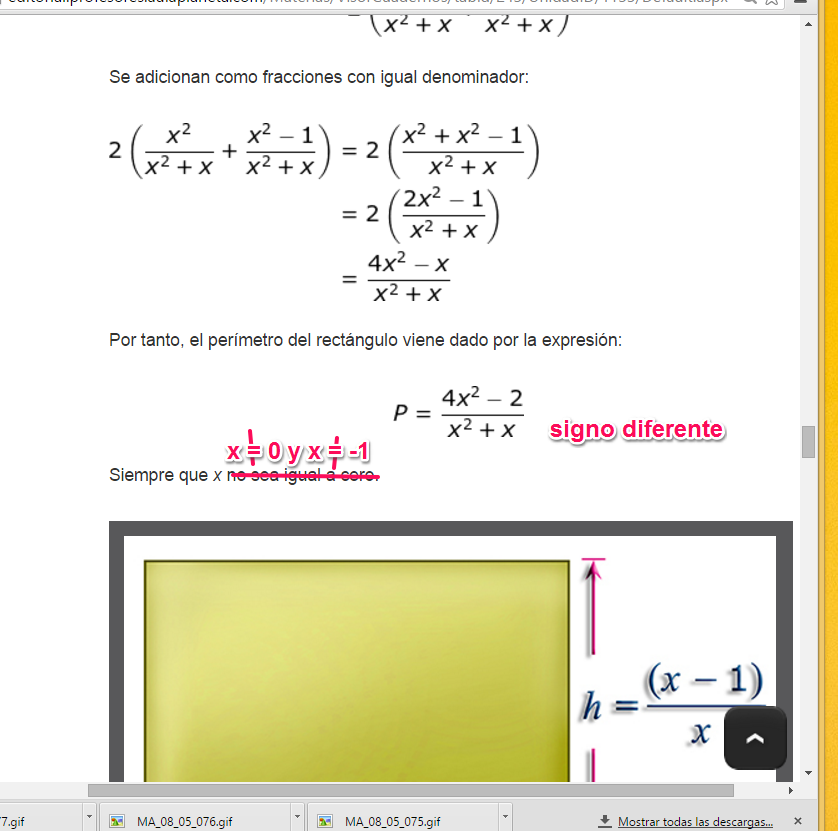 = ( x² + x   x² + x )
Se adicionan como fracciones con igual denominador:
2 ( x² / (x² + x) + (x² − 1) / (x² + x) ) = 2 ( (x² + x² − 1) / (x² + x) )
= 2 ( (2x² − 1) / (x² + x) )
= (4x² − x) / (x² + x)
Por tanto, el perímetro del rectángulo viene dado por la expresión:
P = (4x² − 2) / (x² + x)
signo diferente
x ≠ 0 y x ≠ -1
Siempre que x no sea igual a cero.
h = (x − 1) / x
7.gif
MA_08_05_076.gif
MA_08_05_075.gif
Mostrar todas las descargas...